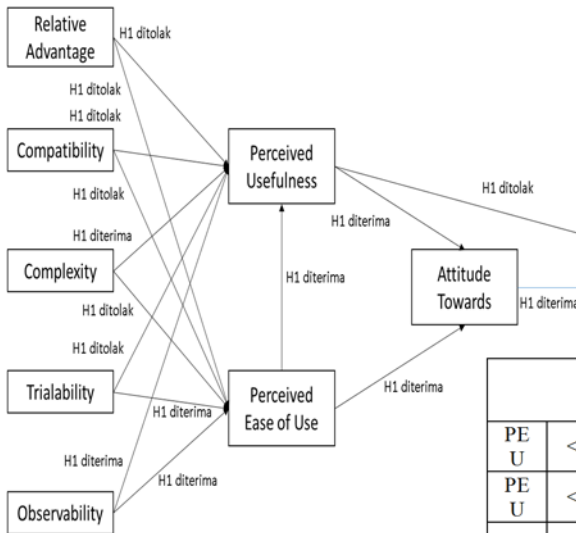 Relative
Advantage
H1 ditolak
H1 ditolak
H1 ditolak
Compatibility
Perceived
Usefulness
H1 ditolak
H1 ditolak
H1 diterima
H1 diterima
Complexity
H1 diterima
Attitude
Towards
H1 diterima
H1 ditolak
H1 ditolak
Trialability
H1 diterima
Perceived
Ease of Use
H1 diterima
H1 diterima
H1 diterima
Observability
PE
U
<
PE
U
<